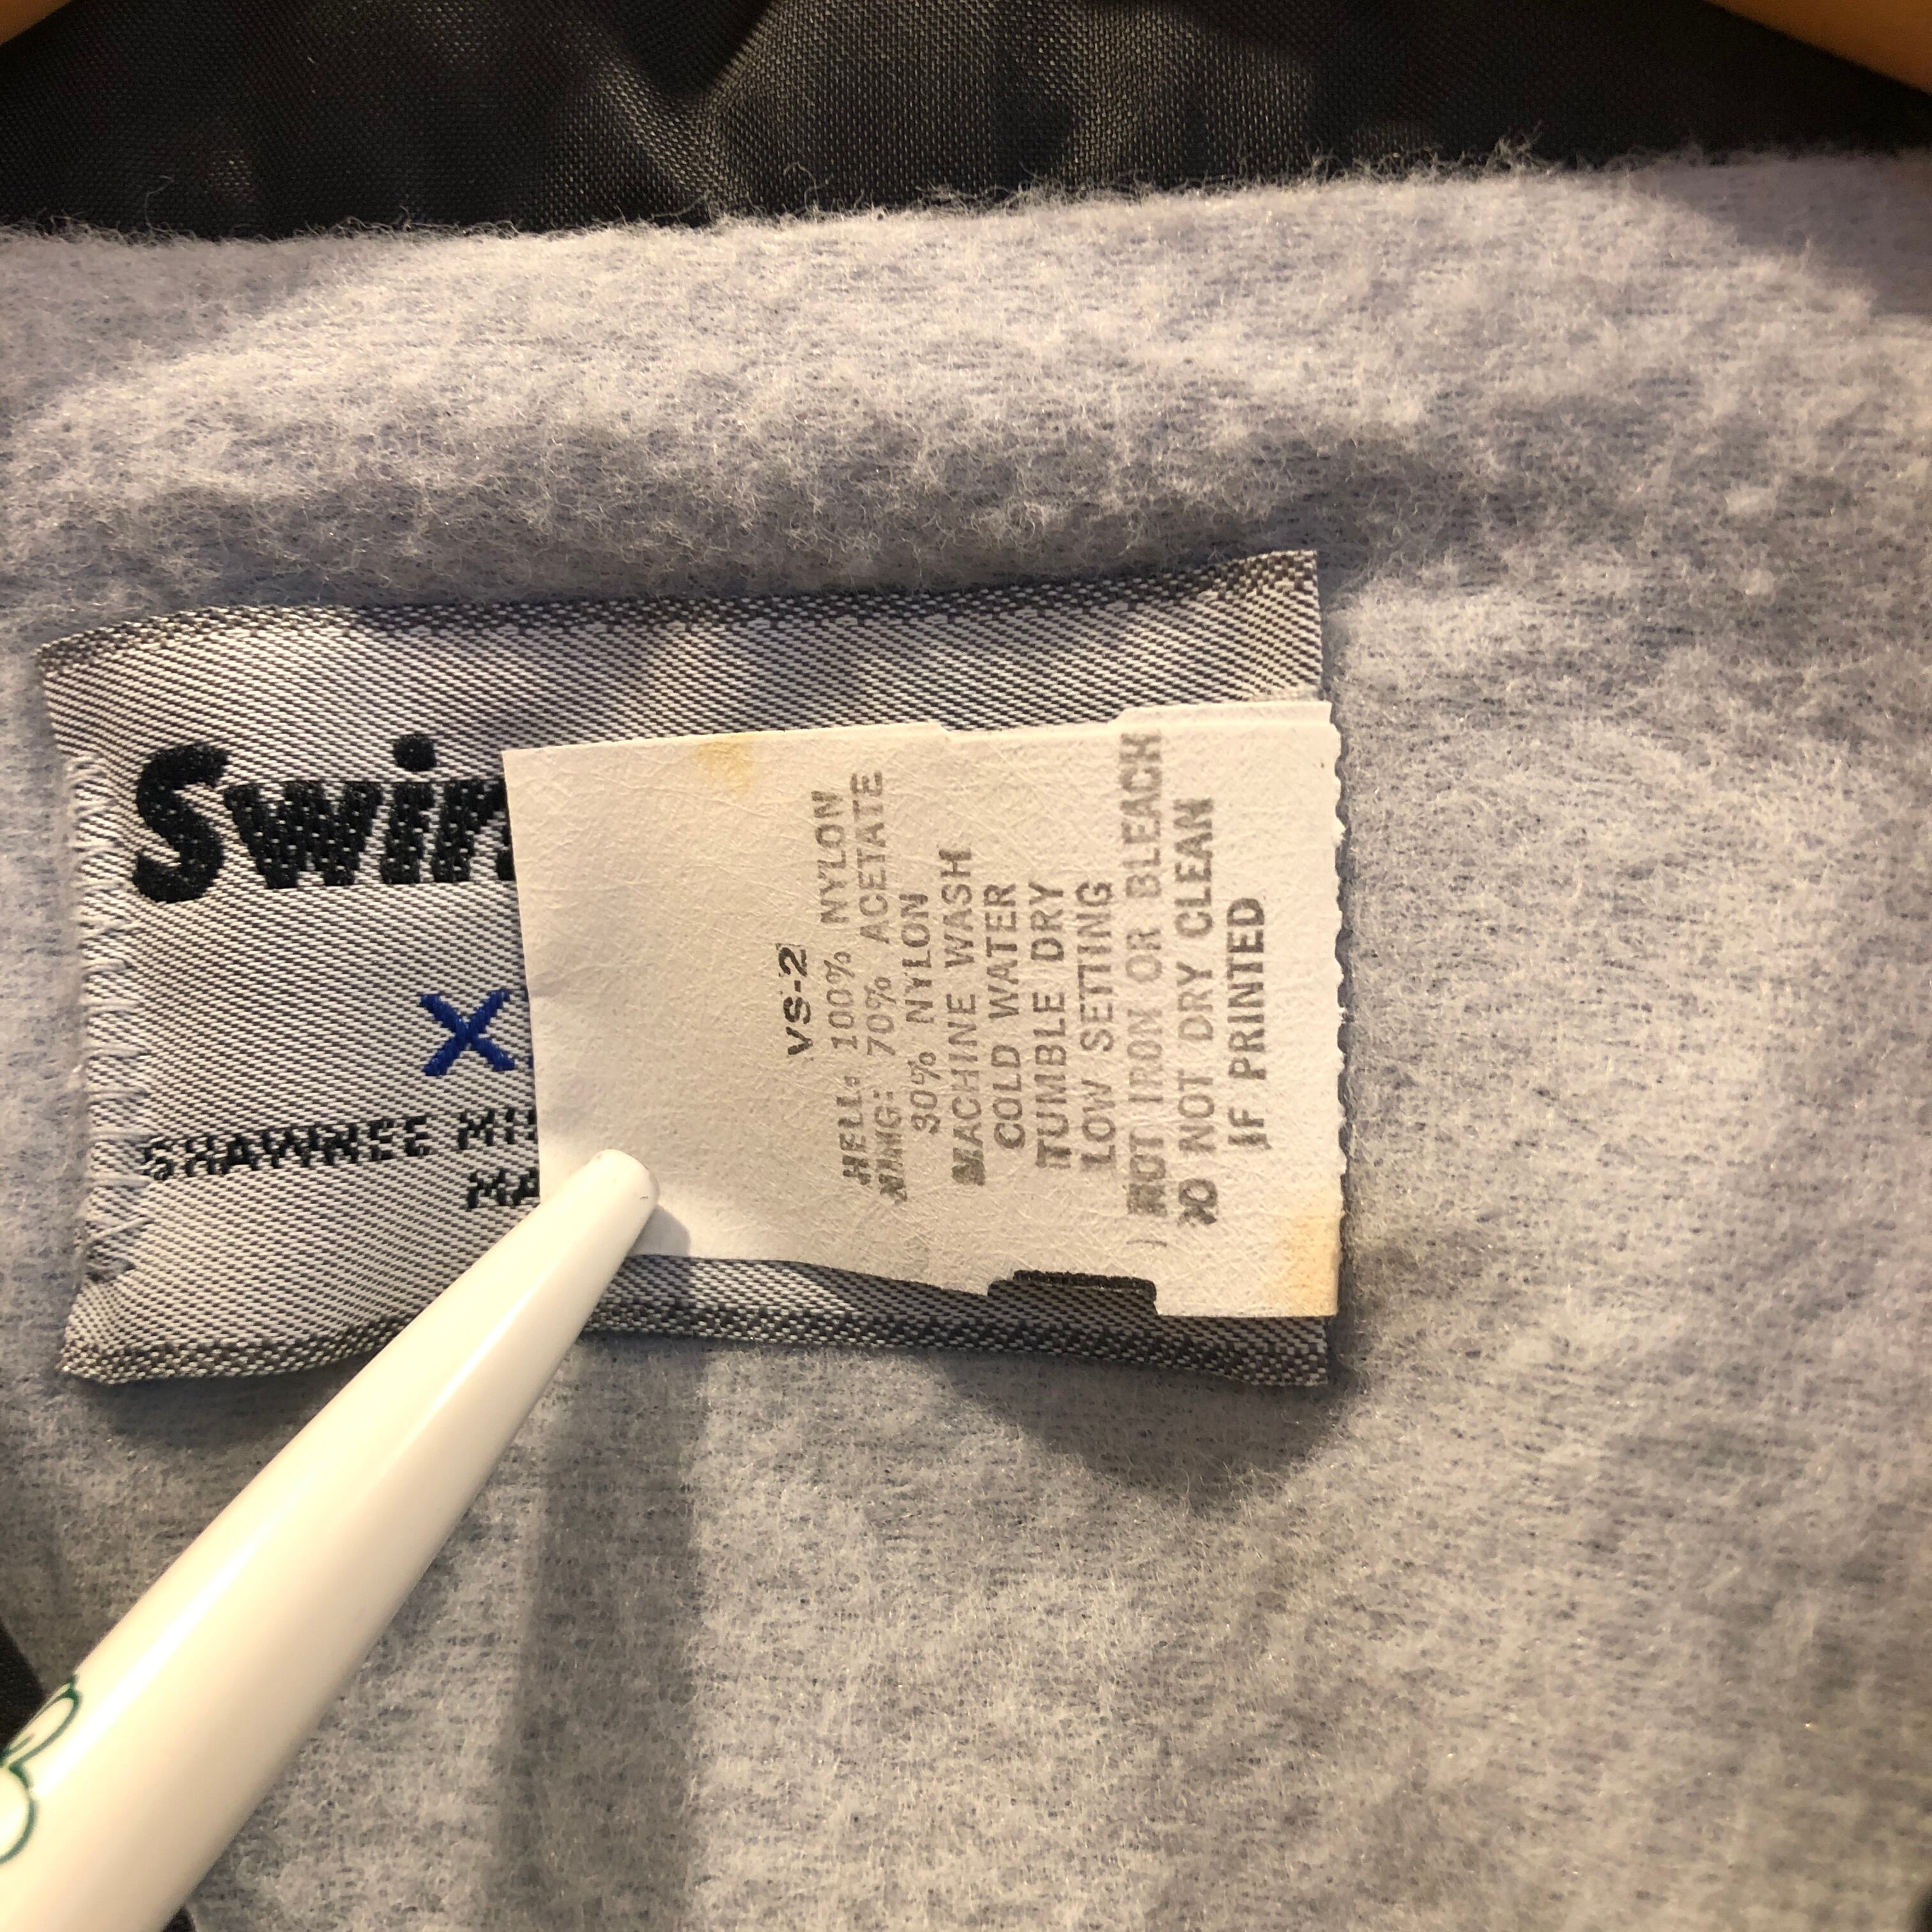 Swin
X
SHAWNEE MI
MA
VS-2
HELL: 100% NYLON
NING: 70% ACETATE
30% NYLON
MACHINE WASH
COLD WATER
TUMBLE DRY
LOW SETTING
NOT IRON OR BLEACH
DO NOT DRY CLEAN
IF PRINTED